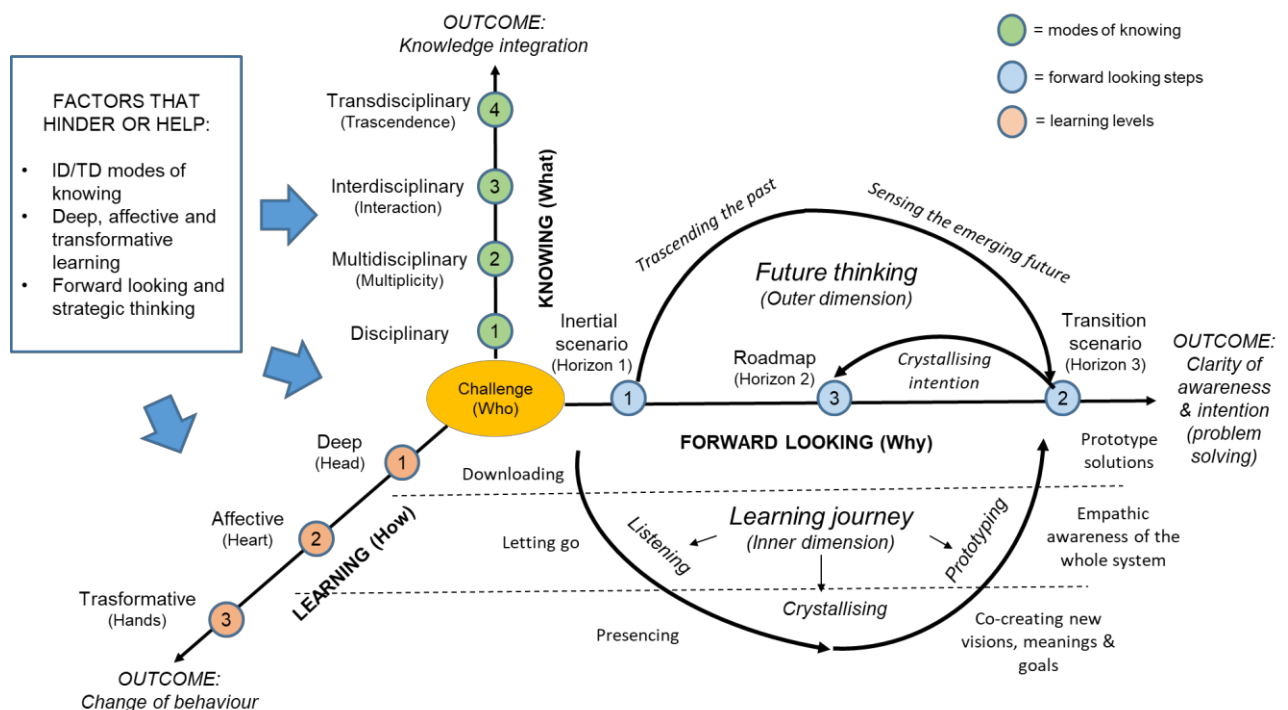 OUTCOME:
Knowledge integration
= modes of knowing
= forward looking steps
= learning levels
FACTORS THAT
HINDER OR HELP:
• ID/TD modes of
knowing
• Deep, affective and
transformative
learning
• Forward looking and
strategic thinking
Transdisciplinary
(Trascendence)
4
Interdisciplinary
(Interaction)
3
Multidisciplinary
(Multiplicity)
2
Disciplinary
1
KNOWING (What)
Challenge
(Who)
Inertial
scenario
(Horizon 1)
1
Trascending the past
Sensing the emerging future
Future thinking
(Outer dimension)
Roadmap
(Horizon 2)
3
Crystallising
intention
Transition
scenario
(Horizon 3)
2
OUTCOME:
Clarity of
awareness
& intention
(problem
solving)
FORWARD LOOKING (Why)
Deep
(Head)
1
Affective
(Heart)
2
Trasformative
(Hands)
3
LEARNING (How)
OUTCOME:
Change of behaviour
Downloading
Letting go
Presencing
Listening
Learning journey
(Inner dimension)
Crystallising
Prototyping
Prototype
solutions
Empathic
awareness of the
whole system
Co-creating new
visions, meanings &
goals